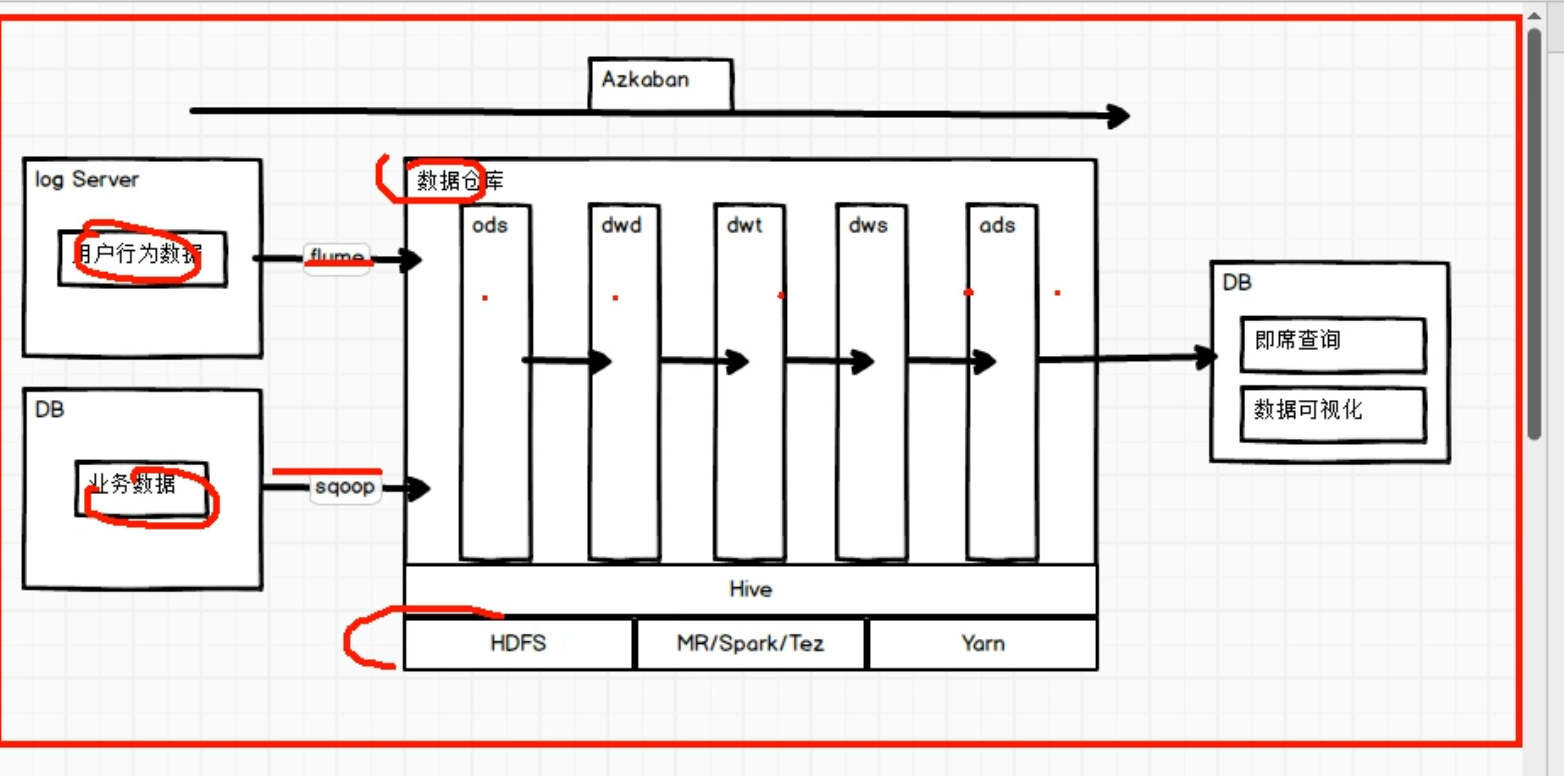 Azkaban
log Server
用户行为数据
flume
DB
业务数据
sqoop
数据仓库
ods
dwd
dwt
dws
ads
Hive
HDFS
MR/Spark/Tez
Yarn
DB
即席查询
数据可视化